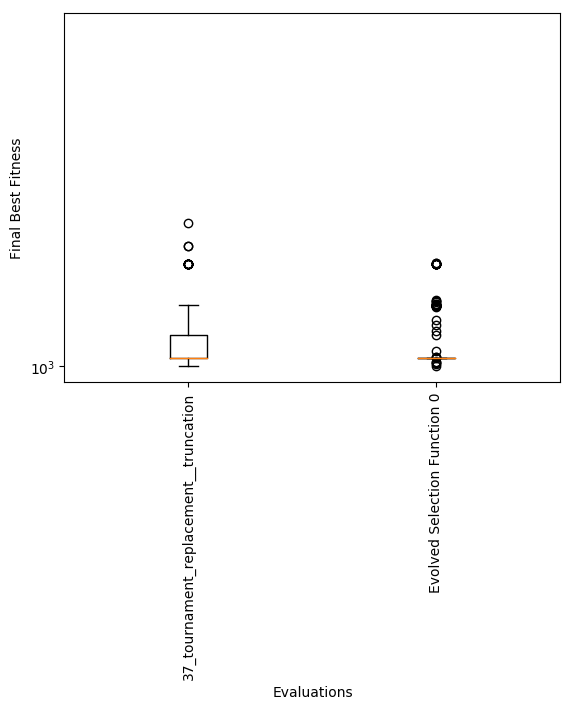 Final Best Fitness
10³
37_tournament_replacement__truncation
Evolved Selection Function 0
Evaluations